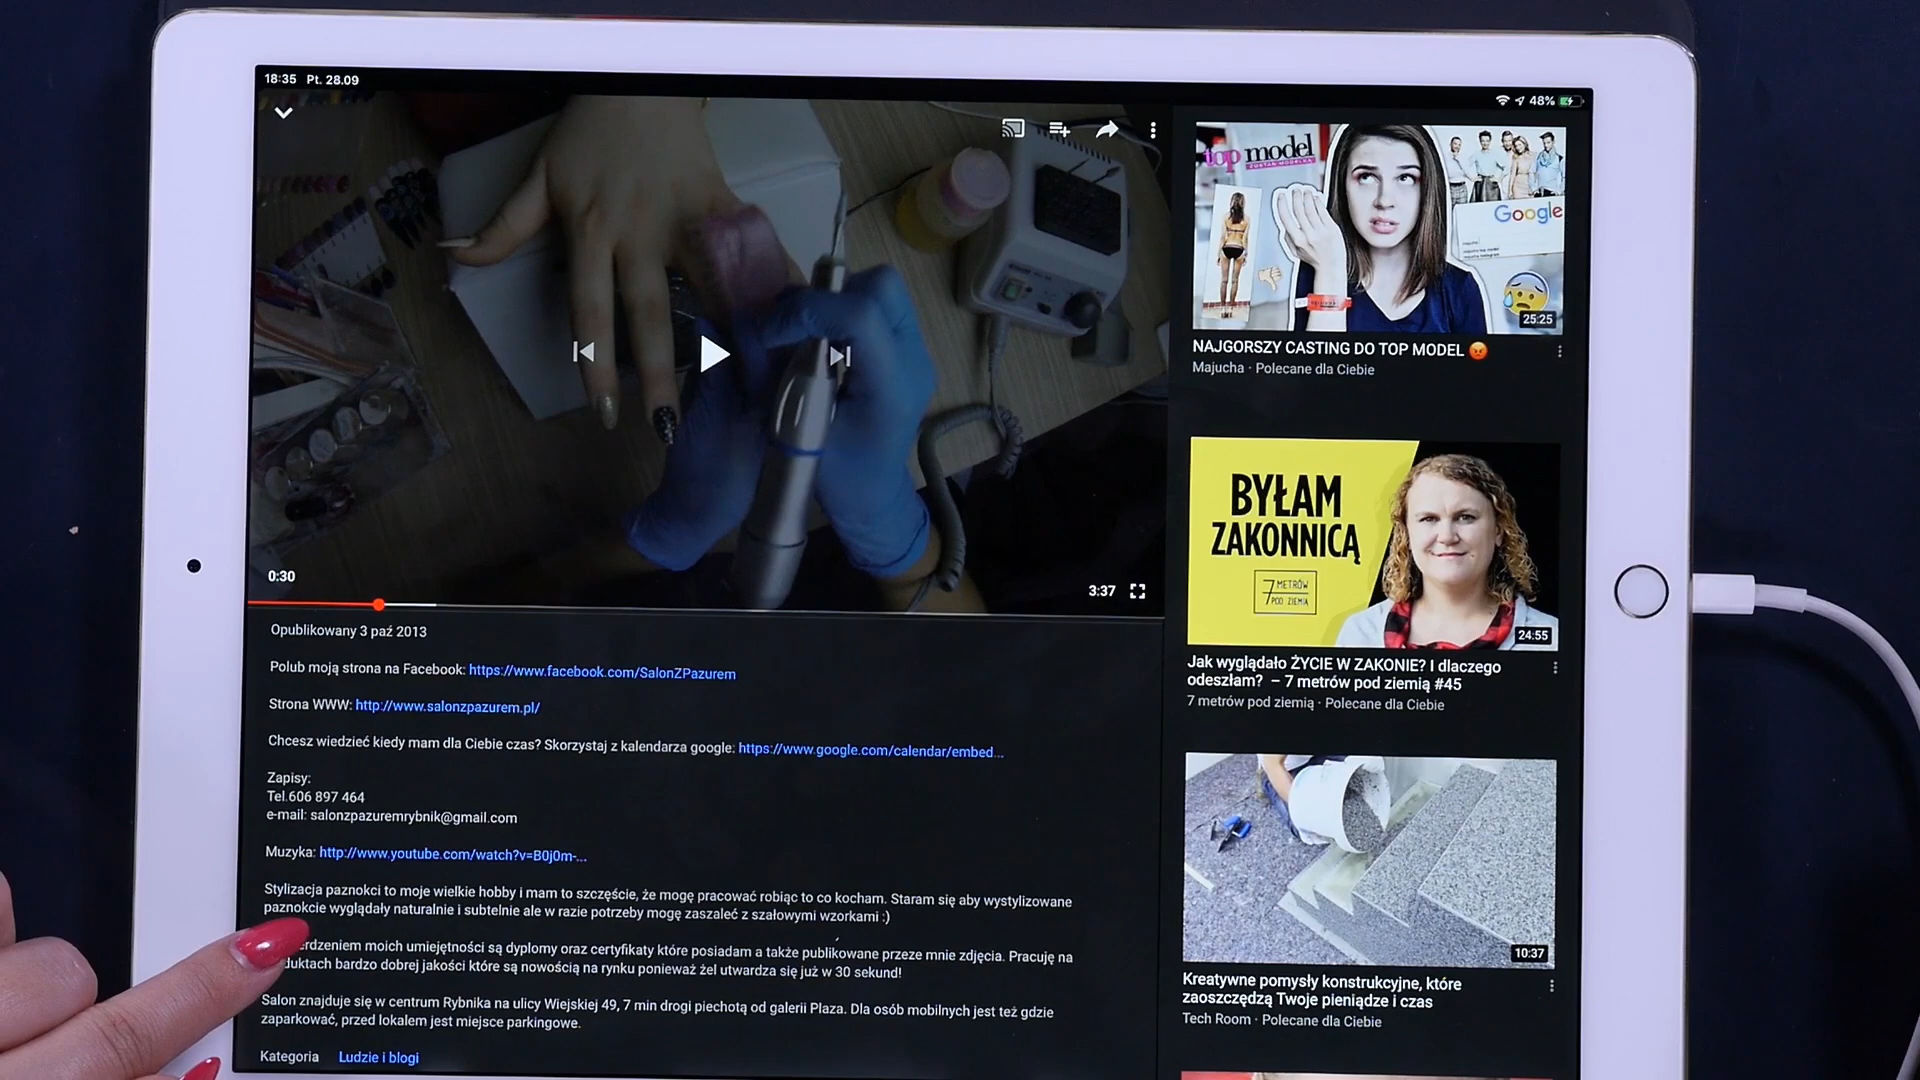 18:35 Pt. 28.09
48%
0:30
3:37
Opublikowany 3 paź 2013
Polub moją strona na Facebook: https://www.facebook.com/SalonZPazurem
Strona WWW: http://www.salonzpazurem.pl/
Chcesz wiedzieć kiedy mam dla Ciebie czas? Skorzystaj z kalendarza google: https://www.google.com/calendar/embed...
Zapisy:
Tel.606 897 464
e-mail: salonzpazuremrybnik@gmail.com
Muzyka: http://www.youtube.com/watch?v=B0j0m-...
Stylizacja paznokci to moje wielkie hobby i mam to szczęście, że mogę pracować robiąc to co kocham. Staram się aby wystylizowane
paznokcie wyglądały naturalnie i subtelnie ale w razie potrzeby mogę zaszaleć z szałowymi wzorkami :)
erdzeniem moich umiejętności są dyplomy oraz certyfikaty które posiadam a także publikowane przeze mnie zdjęcia. Pracuję na
duktach bardzo dobrej jakości które są nowością na rynku ponieważ żel utwardza się już w 30 sekund!
Salon znajduje się w centrum Rybnika na ulicy Wiejskiej 49, 7 min drogi piechotą od galerii Plaza. Dla osób mobilnych jest też gdzie
zaparkować, przed lokalem jest miejsce parkingowe.
Kategoria Ludzie i blogi
top model
Google
25:25
NAJGORSZY CASTING DO TOP MODEL 😡
Majucha · Polecane dla Ciebie
BYŁAM
ZAKONNICĄ
7 METRÓW
POD ZIEMIĄ
24:55
Jak wyglądało ŻYCIE W ZAKONIE? I dlaczego
odeszłam? – 7 metrów pod ziemią #45
7 metrów pod ziemią · Polecane dla Ciebie
10:37
Kreatywne pomysły konstrukcyjne, które
zaoszczędzą Twoje pieniądze i czas
Tech Room · Polecane dla Ciebie